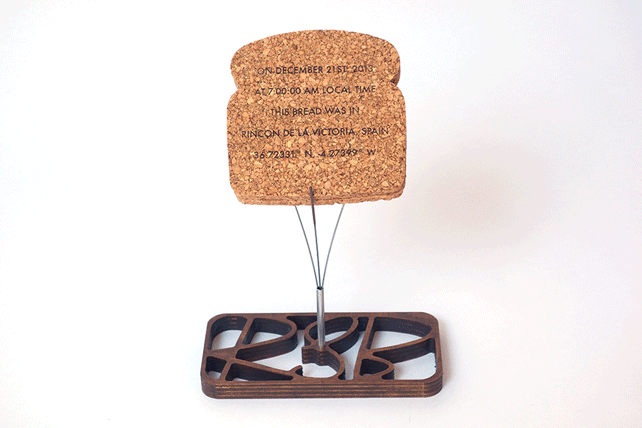 ON DECEMBER 21ST, 2013
AT 7:00:00 AM LOCAL TIME
THIS BREAD WAS IN
RINCON DE LA VICTORIA, SPAIN
36.72331° N, -4.27399° W